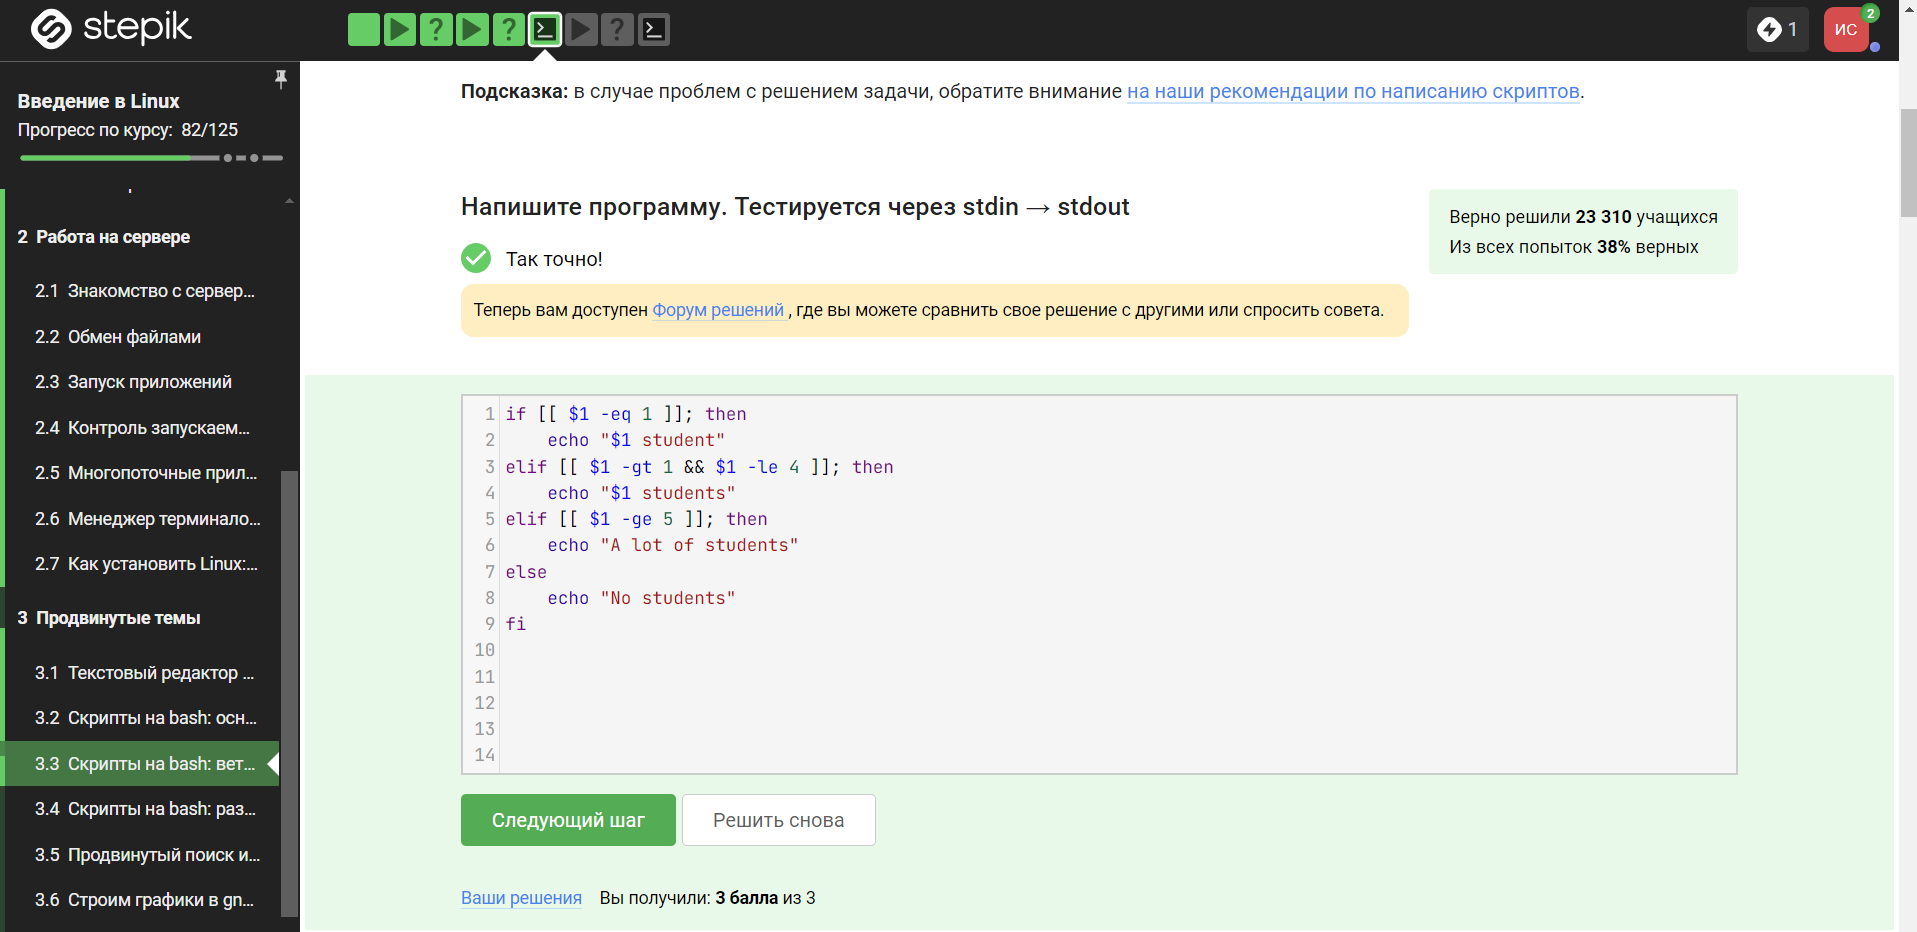 stepik
1
ИС
2
Введение в Linux
Прогресс по курсу: 82/125
2 Работа на сервере
2.1 Знакомство с сервер...
2.2 Обмен файлами
2.3 Запуск приложений
2.4 Контроль запускаем...
2.5 Многопоточные прил...
2.6 Менеджер терминало...
2.7 Как установить Linux:...
3 Продвинутые темы
3.1 Текстовый редактор ...
3.2 Скрипты на bash: осн...
3.3 Скрипты на bash: вет...
3.4 Скрипты на bash: раз...
3.5 Продвинутый поиск и...
3.6 Строим графики в gn...
Подсказка: в случае проблем с решением задачи, обратите внимание на наши рекомендации по написанию скриптов.
Напишите программу. Тестируется через stdin → stdout
Верно решили 23 310 учащихся
Из всех попыток 38% верных
Так точно!
Теперь вам доступен Форум решений , где вы можете сравнить свое решение с другими или спросить совета.
1 if [[ $1 -eq 1 ]]; then
2     echo "$1 student"
3 elif [[ $1 -gt 1 && $1 -le 4 ]]; then
4     echo "$1 students"
5 elif [[ $1 -ge 5 ]]; then
6     echo "A lot of students"
7 else
8     echo "No students"
9 fi
10
11
12
13
14
Следующий шаг
Решить снова
Ваши решения Вы получили: 3 балла из 3